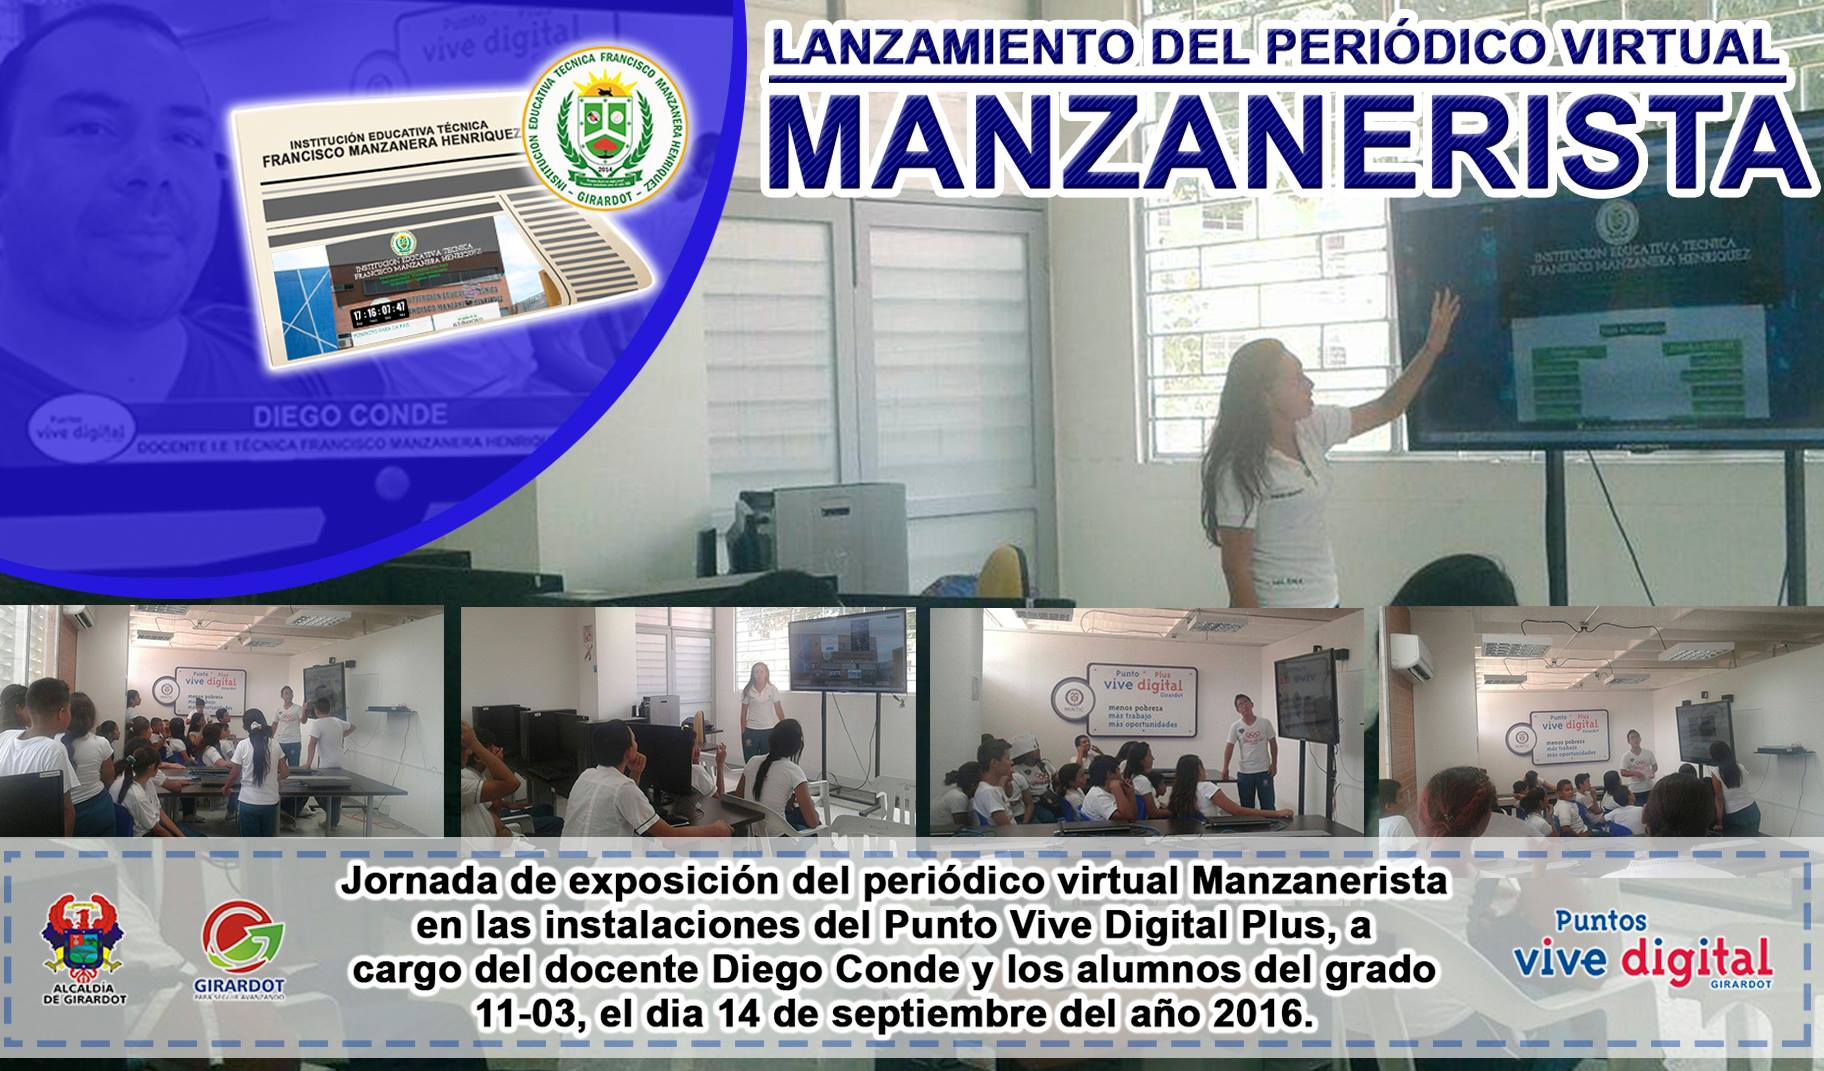 LANZAMIENTO DEL PERIÓDICO VIRTUAL
MANZANERISTA
Punto Plus
vive digital
INSTITUCIÓN EDUCATIVA TÉCNICA
FRANCISCO MANZANERA HENRIQUEZ
INSTITUCION EDUCATIVA TECNICA FRANCISCO MANZANERA HENRIQUEZ
- GIRARDOT -
2014
INSTITUCION EDUCATIVA TECNICA
FRANCISCO MANZANERA HENRIQUEZ
17:16:07:47
INSTITUCION EDUCATIVA TECNICA
FRANCISCO MANZANERA HENRIQUEZ
Puntos
vive digital
DIEGO CONDE
DOCENTE I.E TÉCNICA FRANCISCO MANZANERA HENRIQU
Punto Plus
vive digital
Girardot
menos pobreza
más trabajo
Punto Plus
vive digital
Girardot
MINTIC
menos pobreza
más trabajo
más oportunidades
Punto Plus
vive digital
Girardot
menos pobreza
más trabajo
más oportunidades
Jornada de exposición del periódico virtual Manzanerista
en las instalaciones del Punto Vive Digital Plus, a
cargo del docente Diego Conde y los alumnos del grado
11-03, el dia 14 de septiembre del año 2016.
ALCALDÍA
DE GIRARDOT
GIRARDOT
PARA SEGUIR AVANZANDO
Puntos
vive digital
GIRARDOT